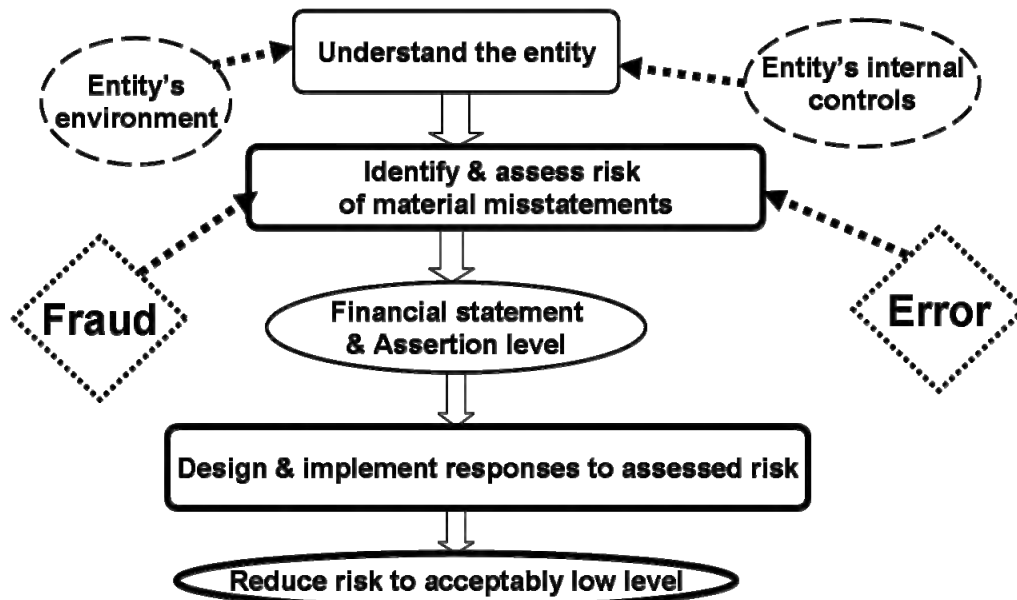 Understand the entity
Entity's
environment
Entity's internal
controls
Identify & assess risk
of material misstatements
Fraud
Error
Financial statement
& Assertion level
Design & implement responses to assessed risk
Reduce risk to acceptably low level